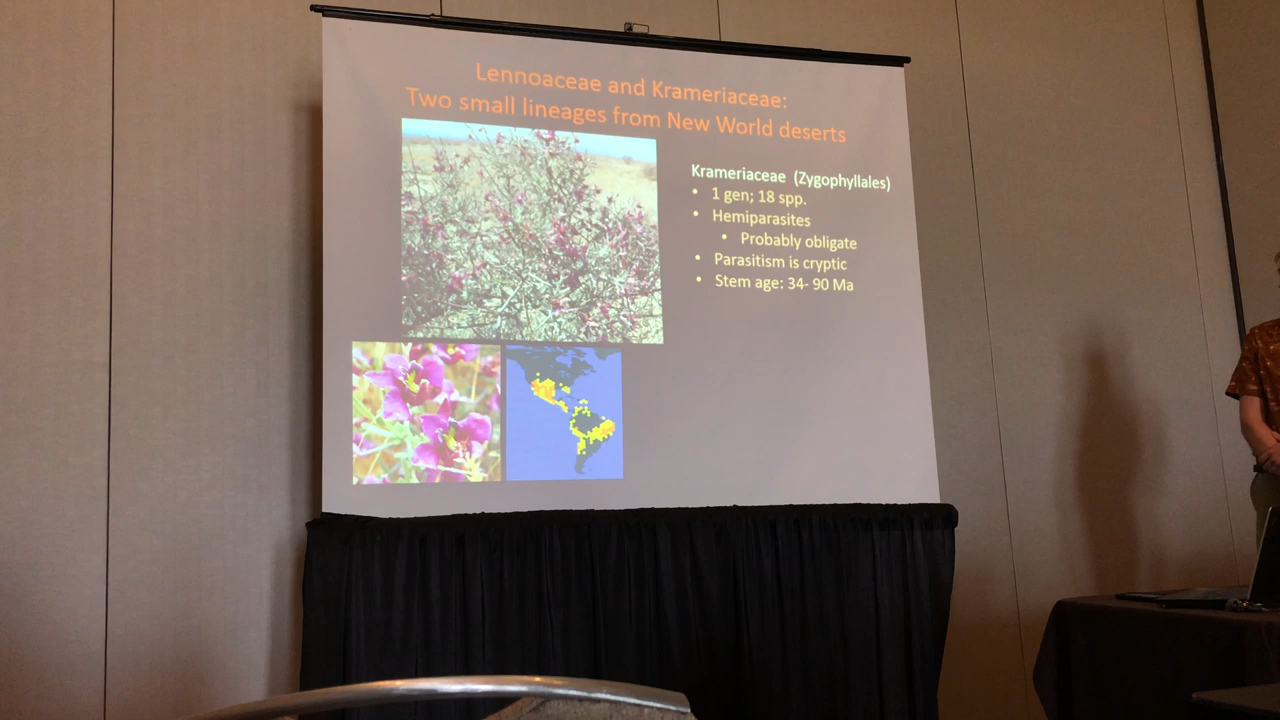 Lennoaceae and Krameriaceae:
Two small lineages from New World deserts
Krameriaceae (Zygophyllales)
• 1 gen; 18 spp.
• Hemiparasites
• Probably obligate
• Parasitism is cryptic
• Stem age: 34- 90 Ma